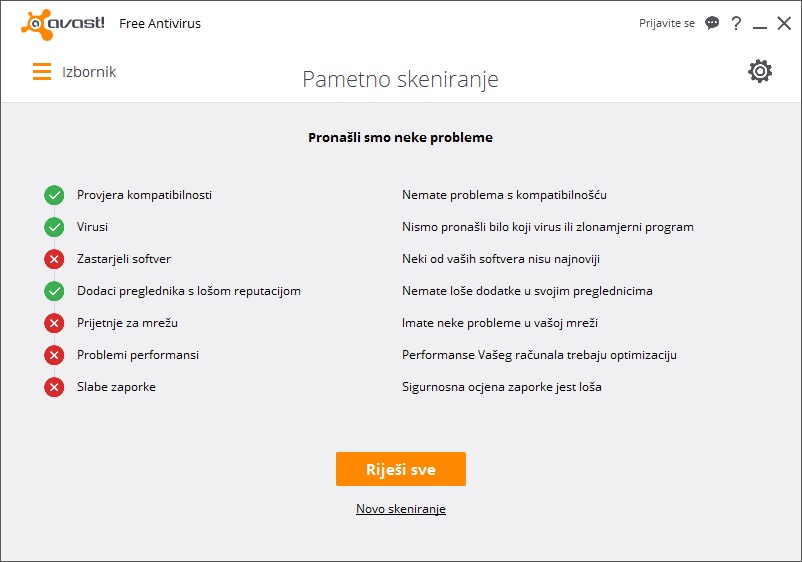 avast! Free Antivirus Prijavite se ?
Izbornik
Pametno skeniranje
Pronašli smo neke probleme
Provjera kompatibilnosti Nemate problema s kompatibilnošću
Virusi Nismo pronašli bilo koji virus ili zlonamjerni program
Zastarjeli softver Neki od vaših softvera nisu najnoviji
Dodaci preglednika s lošom reputacijom Nemate loše dodatke u svojim preglednicima
Prijetnje za mrežu Imate neke probleme u vašoj mreži
Problemi performansi Performanse Vašeg računala trebaju optimizaciju
Slabe zaporke Sigurnosna ocjena zaporke jest loša
Riješi sve
Novo skeniranje